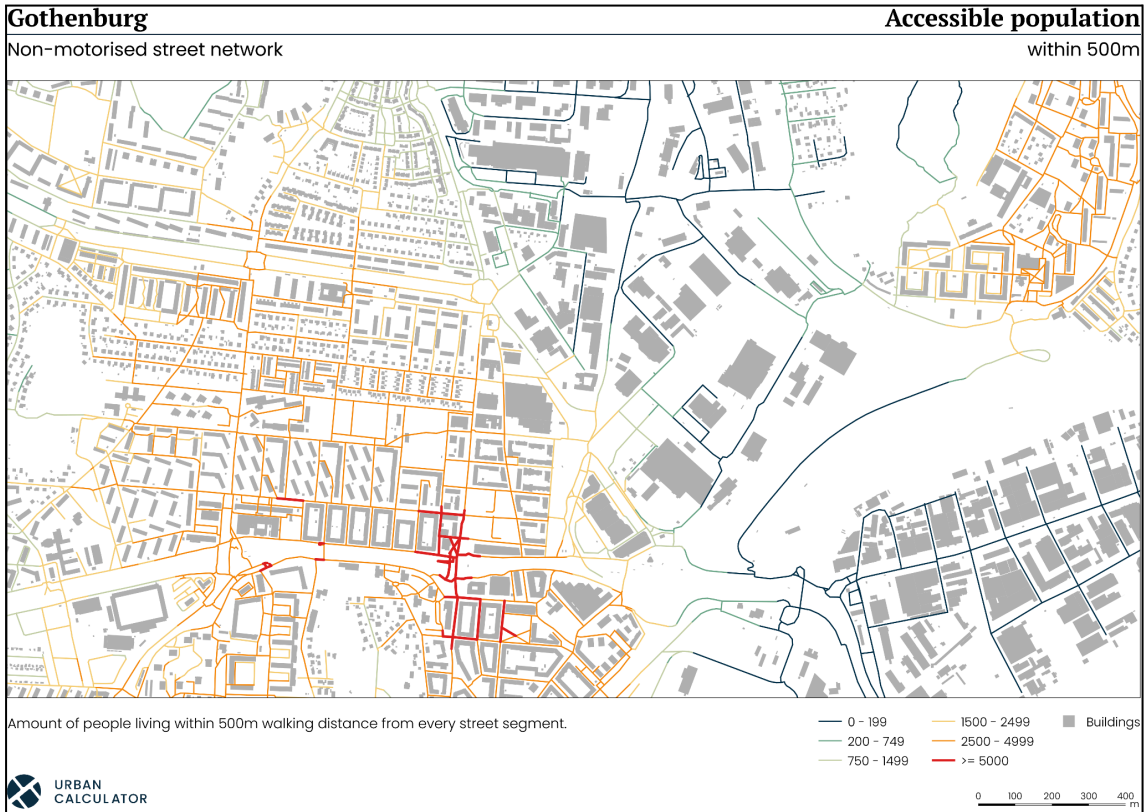 Gothenburg
Accessible population
Non-motorised street network
within 500m
Amount of people living within 500m walking distance from every street segment.
0 - 199
200 - 749
750 - 1499
1500 - 2499
2500 - 4999
>= 5000
Buildings
URBAN
CALCULATOR
0 100 200 300 400
m